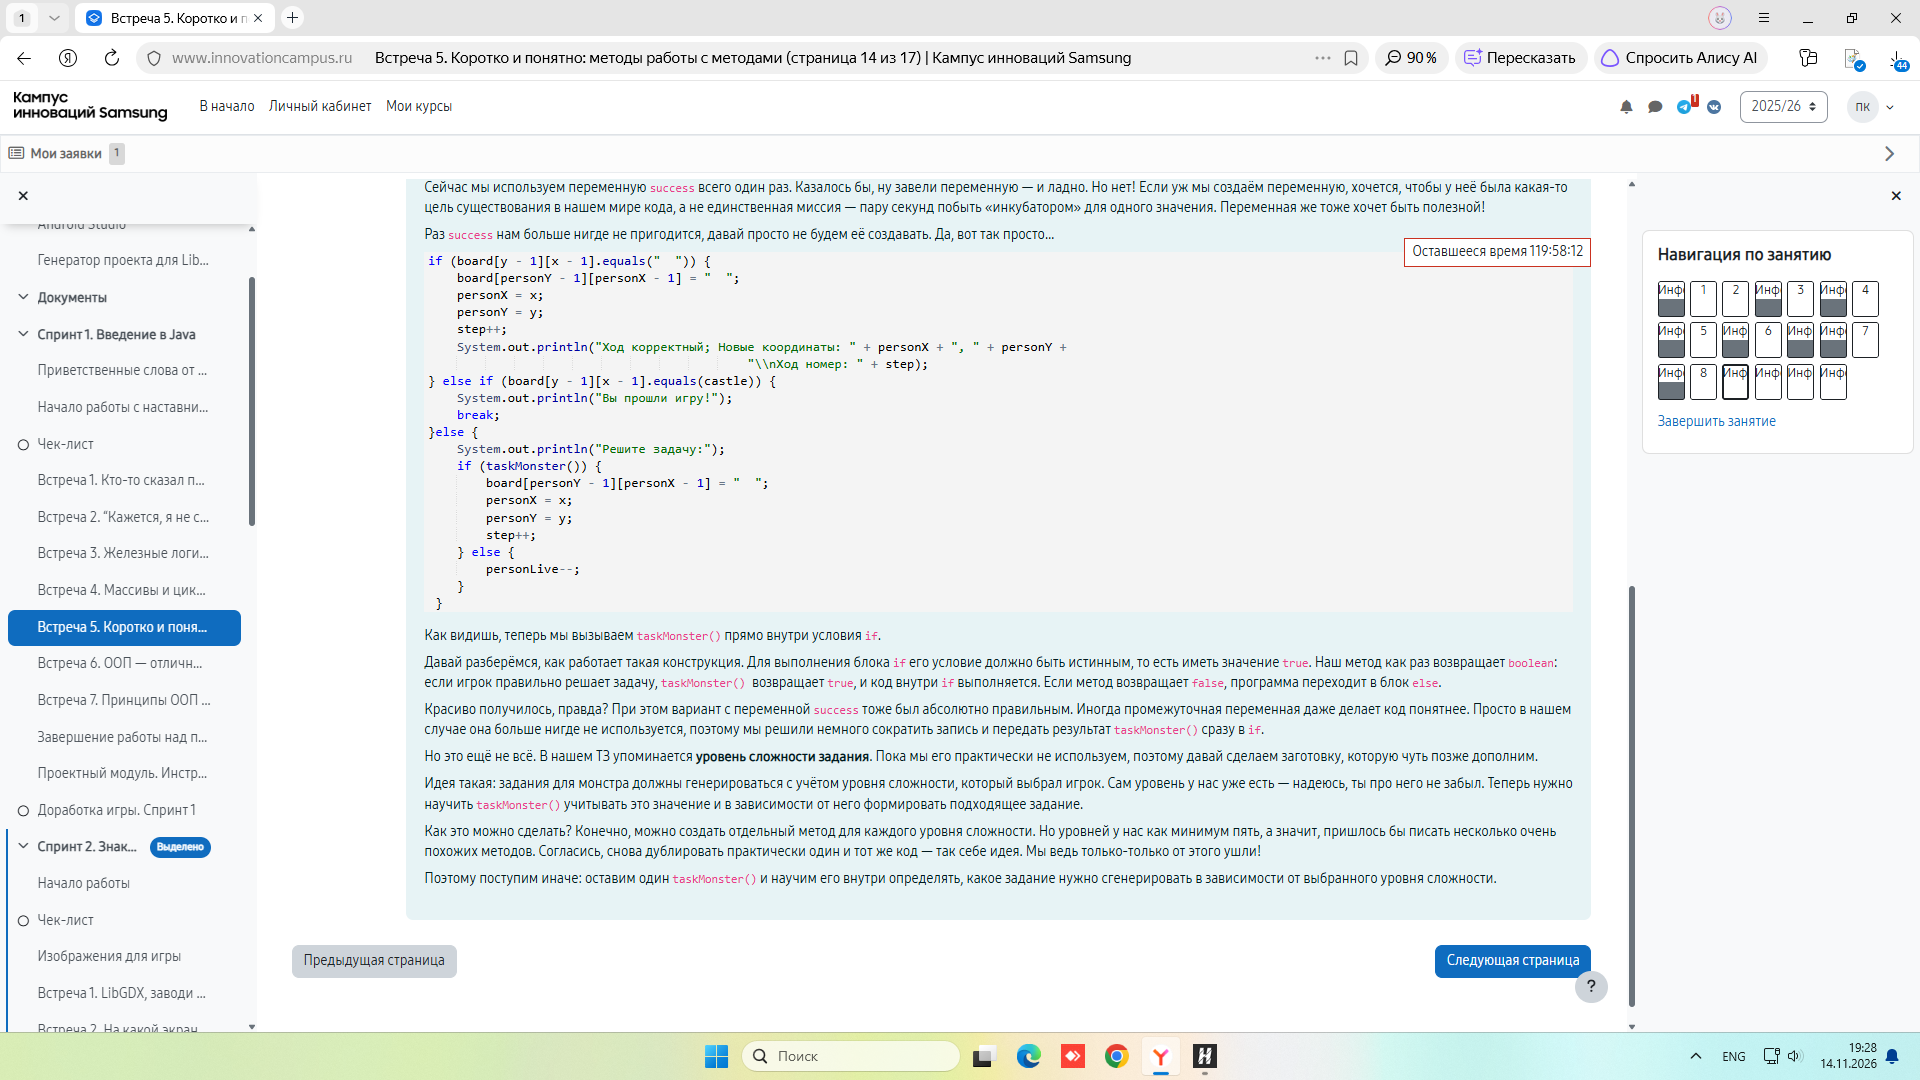 1
Встреча 5. Коротко и п
www.innovationcampus.ru
Встреча 5. Коротко и понятно: методы работы с методами (страница 14 из 17) | Кампус инноваций Samsung
90 %
Пересказать
Спросить Алису AI
44
Кампус
инноваций Samsung
В начало
Личный кабинет
Мои курсы
1
2025/26
ПК
Мои заявки 1
Android Studio
Генератор проекта для Lib...
Документы
Спринт 1. Введение в Java
Приветственные слова от ...
Начало работы с наставни...
Чек-лист
Встреча 1. Кто-то сказал п...
Встреча 2. “Кажется, я не с...
Встреча 3. Железные логи...
Встреча 4. Массивы и цик...
Встреча 5. Коротко и поня...
Встреча 6. ООП — отличн...
Встреча 7. Принципы ООП ...
Завершение работы над п...
Проектный модуль. Инстр...
Доработка игры. Спринт 1
Спринт 2. Знак... Выделено
Начало работы
Чек-лист
Изображения для игры
Встреча 1. LibGDX, заводи ...
Встреча 2. На какой экран
Сейчас мы используем переменную success всего один раз. Казалось бы, ну завели переменную — и ладно. Но нет! Если уж мы создаём переменную, хочется, чтобы у неё была какая-то
цель существования в нашем мире кода, а не единственная миссия — пару секунд побыть «инкубатором» для одного значения. Переменная же тоже хочет быть полезной!
Раз success нам больше нигде не пригодится, давай просто не будем её создавать. Да, вот так просто...
Оставшееся время 119:58:12
if (board[y - 1][x - 1].equals("  ")) {
board[personY - 1][personX - 1] = "  ";
personX = x;
personY = y;
step++;
System.out.println("Ход корректный; Новые координаты: " + personX + ", " + personY +
"\\nХод номер: " + step);
} else if (board[y - 1][x - 1].equals(castle)) {
System.out.println("Вы прошли игру!");
break;
}else {
System.out.println("Решите задачу:");
if (taskMonster()) {
board[personY - 1][personX - 1] = "  ";
personX = x;
personY = y;
step++;
} else {
personLive--;
}
}
Как видишь, теперь мы вызываем taskMonster() прямо внутри условия if.
Давай разберёмся, как работает такая конструкция. Для выполнения блока if его условие должно быть истинным, то есть иметь значение true. Наш метод как раз возвращает boolean:
если игрок правильно решает задачу, taskMonster() возвращает true, и код внутри if выполняется. Если метод возвращает false, программа переходит в блок else.
Красиво получилось, правда? При этом вариант с переменной success тоже был абсолютно правильным. Иногда промежуточная переменная даже делает код понятнее. Просто в нашем
случае она больше нигде не используется, поэтому мы решили немного сократить запись и передать результат taskMonster() сразу в if.
Но это ещё не всё. В нашем ТЗ упоминается уровень сложности задания. Пока мы его практически не используем, поэтому давай сделаем заготовку, которую чуть позже дополним.
Идея такая: задания для монстра должны генерироваться с учётом уровня сложности, который выбрал игрок. Сам уровень у нас уже есть — надеюсь, ты про него не забыл. Теперь нужно
научить taskMonster() учитывать это значение и в зависимости от него формировать подходящее задание.
Как это можно сделать? Конечно, можно создать отдельный метод для каждого уровня сложности. Но уровней у нас как минимум пять, а значит, пришлось бы писать несколько очень
похожих методов. Согласись, снова дублировать практически один и тот же код — так себе идея. Мы ведь только-только от этого ушли!
Поэтому поступим иначе: оставим один taskMonster() и научим его внутри определять, какое задание нужно сгенерировать в зависимости от выбранного уровня сложности.
Предыдущая страница
Следующая страница
?
Навигация по занятию
Инф 1 2 Инф 3 Инф 4
Инф 5 Инф 6 Инф Инф 7
Инф 8 Инф Инф Инф Инф
Завершить занятие
Поиск
ENG
19:28
14.11.2026